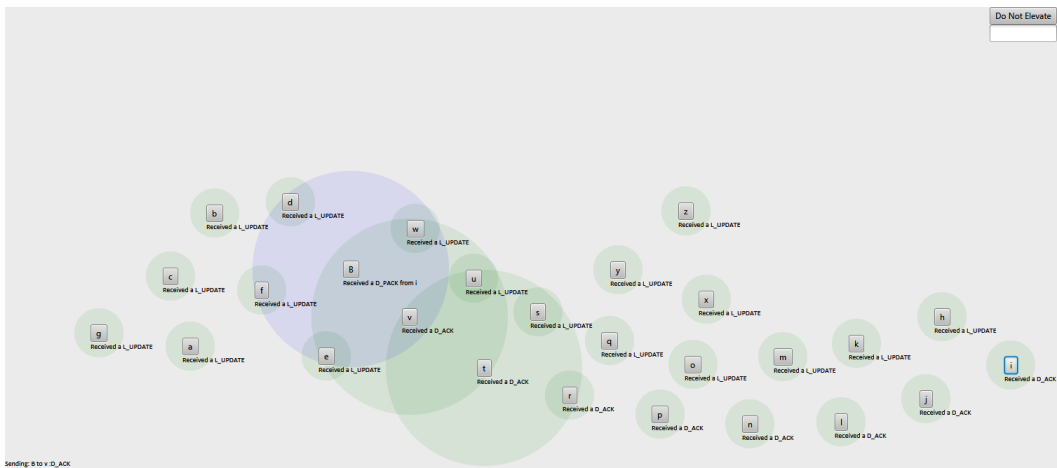 Do Not Elevate
d
Received a L_UPDATE
b
Received a L_UPDATE
z
Received a L_UPDATE
w
Received a L_UPDATE
B
Received a D_PACK from i
y
Received a L_UPDATE
c
Received a L_UPDATE
u
Received a L_UPDATE
f
Received a L_UPDATE
x
Received a L_UPDATE
s
Received a L_UPDATE
v
Received a D_ACK
h
Received a L_UPDATE
g
Received a L_UPDATE
q
Received a L_UPDATE
a
Received a L_UPDATE
k
Received a L_UPDATE
e
Received a L_UPDATE
m
Received a L_UPDATE
o
Received a L_UPDATE
i
Received a D_ACK
t
Received a D_ACK
r
Received a D_ACK
j
Received a D_ACK
p
Received a D_ACK
l
Received a D_ACK
n
Received a D_ACK
Sending: B to v :D_ACK